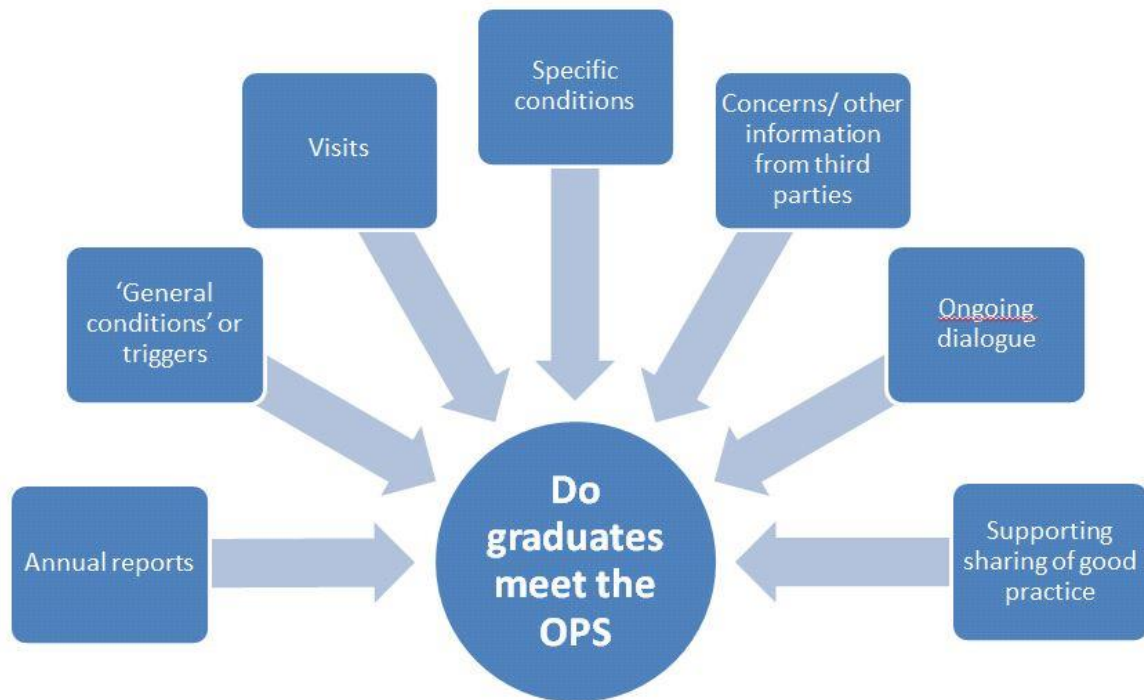 Specific
conditions
Visits
Concerns/ other
information
from third
parties
‘General
conditions’ or
triggers
Ongoing
dialogue
Annual reports
Do
graduates
meet the
OPS
Supporting
sharing of good
practice